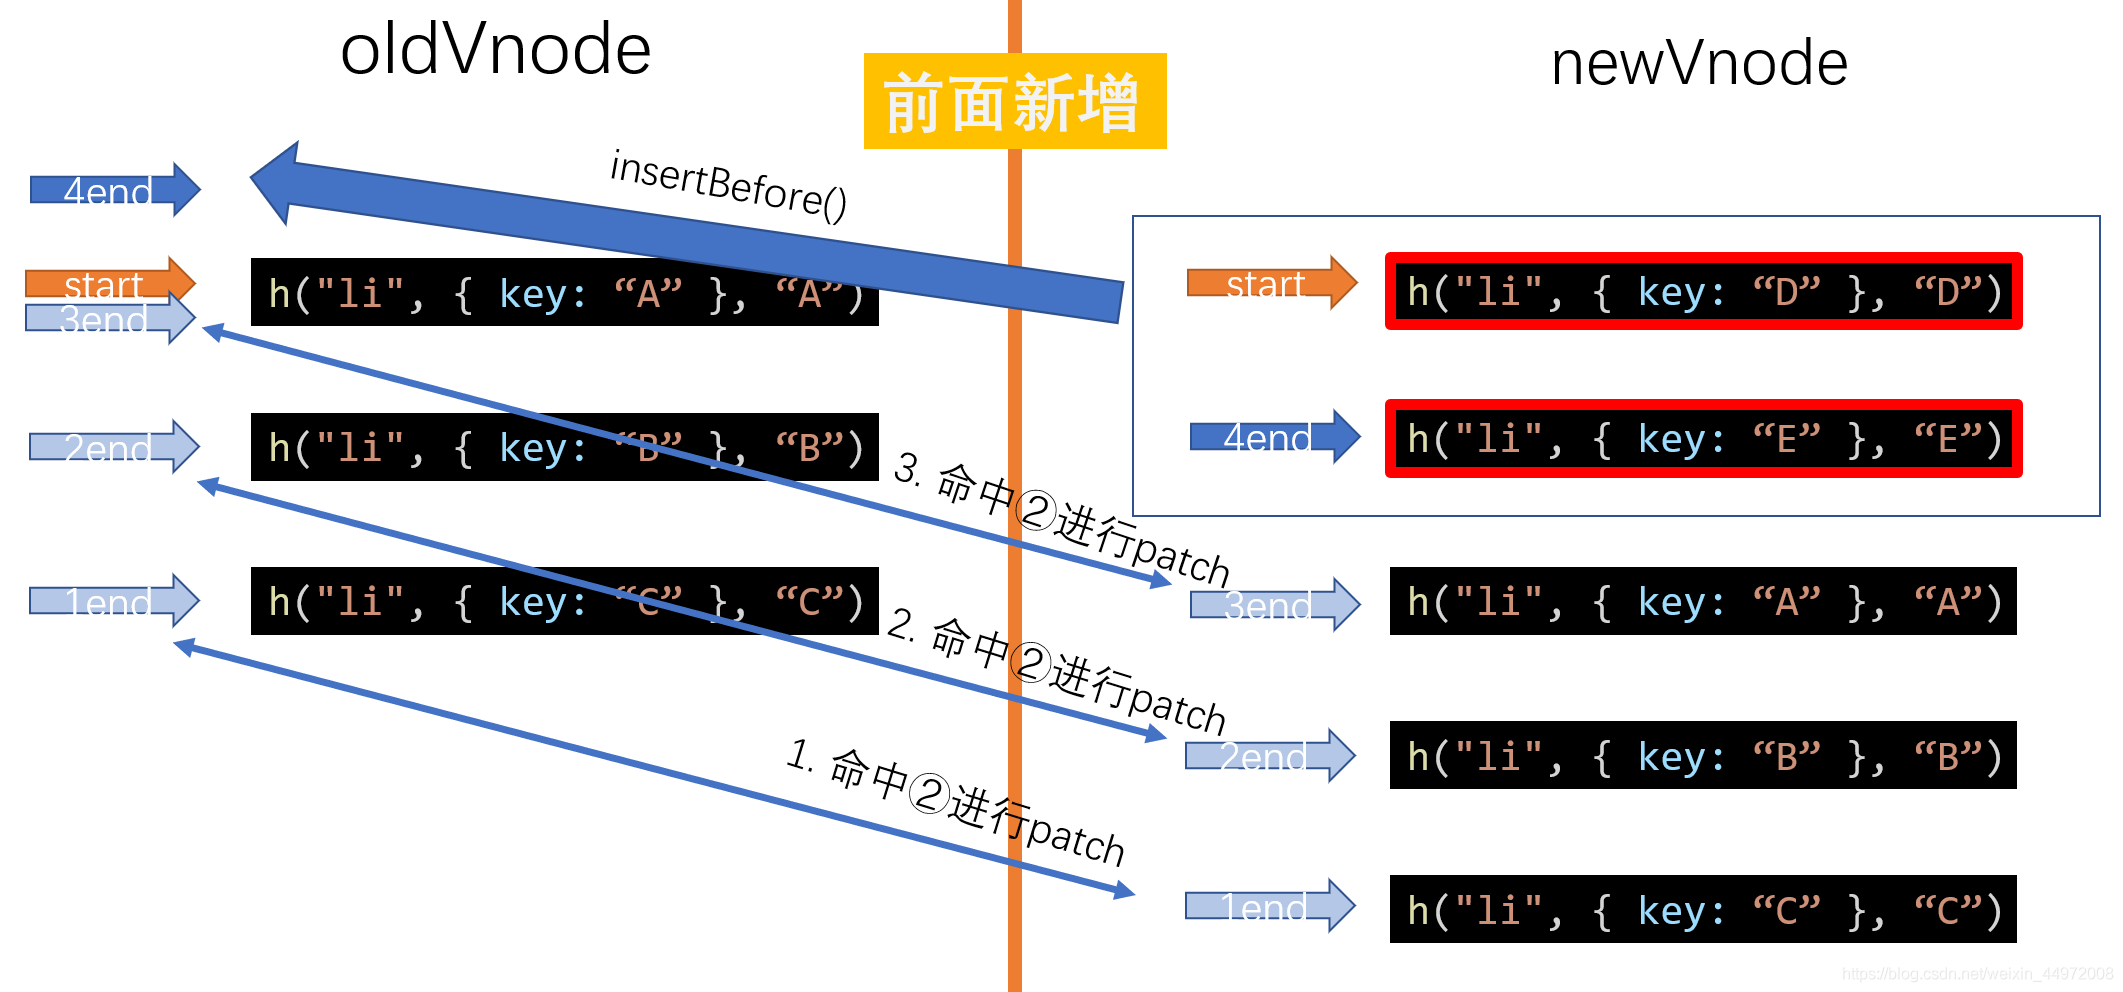 oldVnode
前面新增
newVnode
insertBefore()
4end
start
h("li", { key: “A” }, “A”)
3end
2end
h("li", { key: “B” }, “B”)
1end
h("li", { key: “C” }, “C”)
3. 命中②进行patch
2. 命中②进行patch
1. 命中②进行patch
start
h("li", { key: “D” }, “D”)
4end
h("li", { key: “E” }, “E”)
3end
h("li", { key: “A” }, “A”)
2end
h("li", { key: “B” }, “B”)
1end
h("li", { key: “C” }, “C”)
https://blog.csdn.net/weixin_44972008